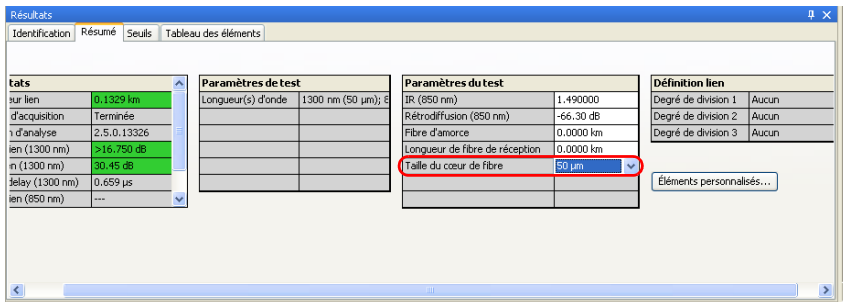 Résultats
Identification Résumé Seuils Tableau des éléments
tats
eur lien 0.1329 km
d'acquisition Terminée
d'analyse 2.5.0.13326
ien (1300 nm) >16.750 dB
n (1300 nm) 30.45 dB
delay (1300 nm) 0.659 µs
ien (850 nm) ---
Paramètres de test
Longueur(s) d'onde 1300 nm (50 µm); 8
Paramètres du test
IR (850 nm) 1.490000
Rétrodiffusion (850 nm) -66.30 dB
Fibre d'amorce 0.0000 km
Longueur de fibre de réception 0.0000 km
Taille du cœur de fibre 50 µm
Définition lien
Degré de division 1 Aucun
Degré de division 2 Aucun
Degré de division 3 Aucun
Éléments personnalisés...